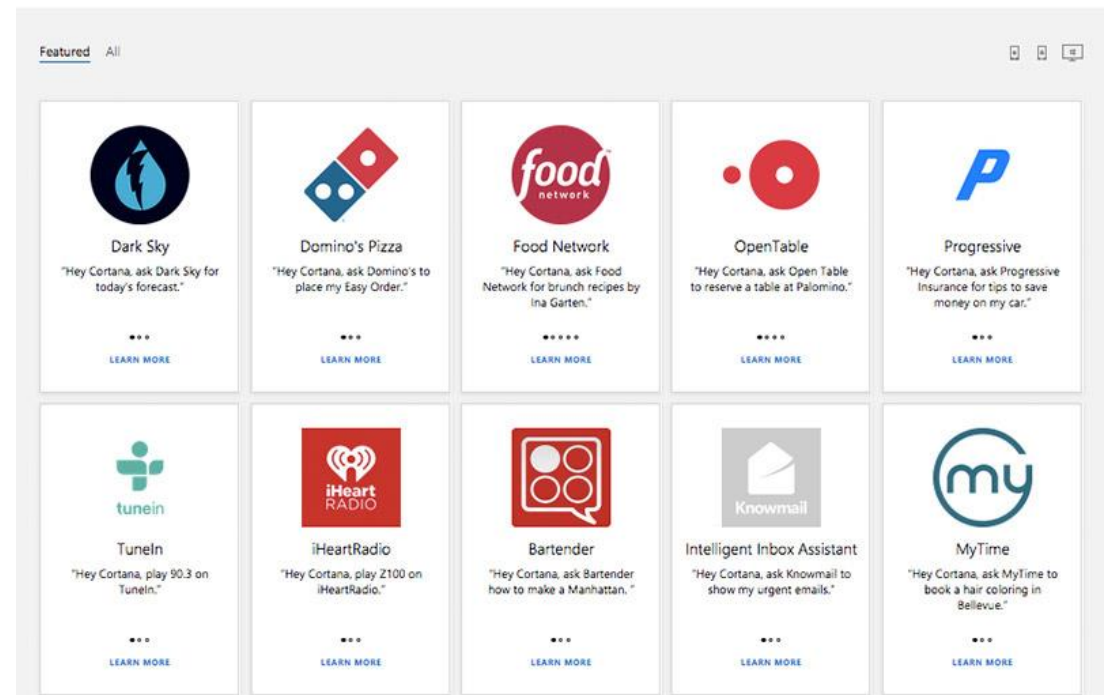 Featured All
Dark Sky
"Hey Cortana, ask Dark Sky for
today's forecast."
LEARN MORE
Domino's Pizza
"Hey Cortana, ask Domino's to
place my Easy Order."
LEARN MORE
food
network
Food Network
"Hey Cortana, ask Food
Network for brunch recipes by
Ina Garten."
LEARN MORE
OpenTable
"Hey Cortana, ask Open Table
to reserve a table at Palomino."
LEARN MORE
P
Progressive
"Hey Cortana, ask Progressive
Insurance for tips to save
money on my car."
LEARN MORE
tunein
TuneIn
"Hey Cortana, play 90.3 on
TuneIn."
LEARN MORE
iHeart
RADIO
iHeartRadio
"Hey Cortana, play Z100 on
iHeartRadio."
LEARN MORE
Bartender
"Hey Cortana, ask Bartender
how to make a Manhattan. "
LEARN MORE
Knowmail
Intelligent Inbox Assistant
"Hey Cortana, ask Knowmail to
show my urgent emails."
LEARN MORE
my
MyTime
"Hey Cortana, ask MyTime to
book a hair coloring in
Bellevue."
LEARN MORE